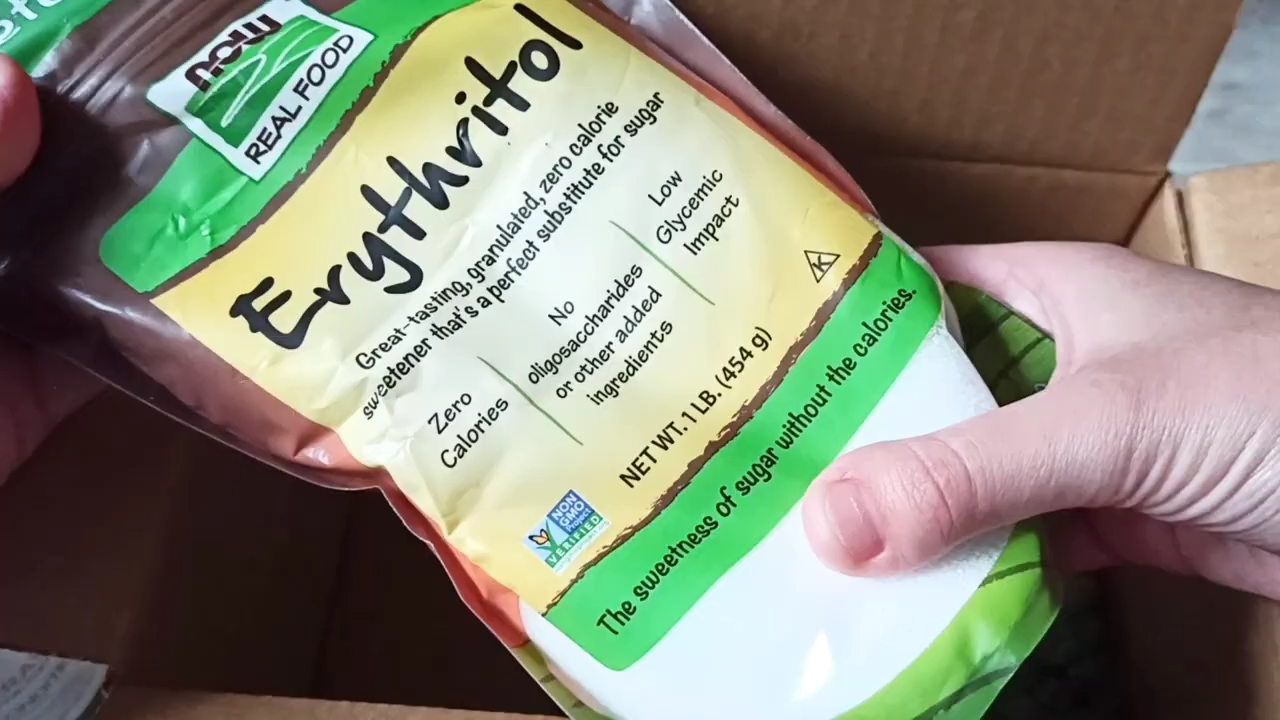 now
REAL FOOD
Erythritol
Great-tasting, granulated, zero calorie
sweetener that's a perfect substitute for sugar
Zero
Calories
No
oligosaccharides
or other added
ingredients
Low
Glycemic
Impact
K
NET WT. 1 LB. (454 g)
NON
GMO
Project
VERIFIED
The sweetness of sugar without the calories.